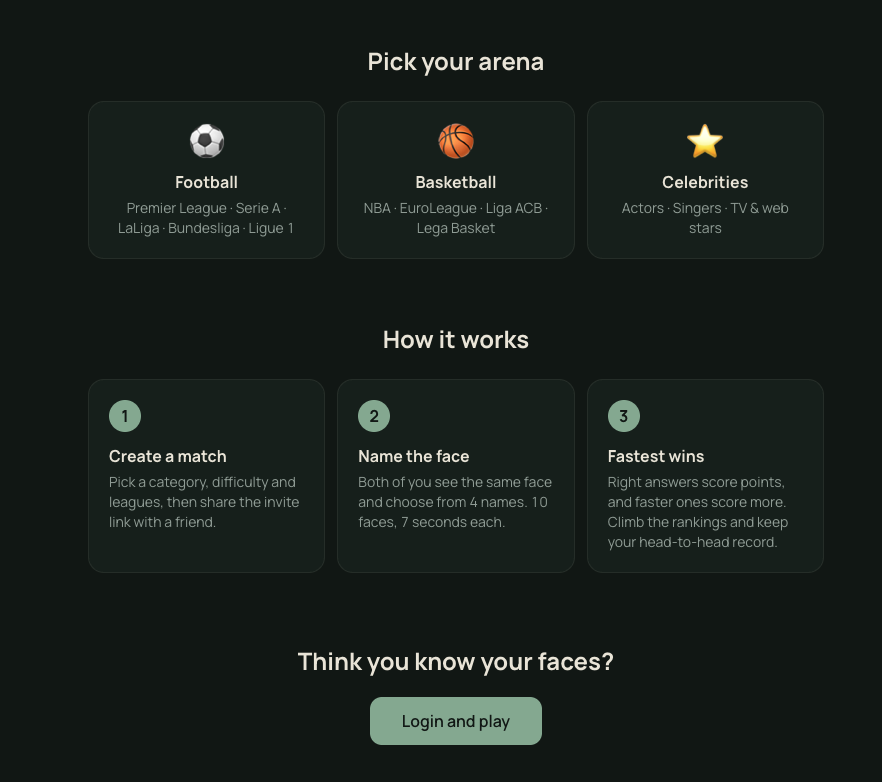 Pick your arena
Football
Premier League · Serie A ·
LaLiga · Bundesliga · Ligue 1
Basketball
NBA · EuroLeague · Liga ACB ·
Lega Basket
Celebrities
Actors · Singers · TV & web
stars
How it works
1
Create a match
Pick a category, difficulty and
leagues, then share the invite
link with a friend.
2
Name the face
Both of you see the same face
and choose from 4 names. 10
faces, 7 seconds each.
3
Fastest wins
Right answers score points,
and faster ones score more.
Climb the rankings and keep
your head-to-head record.
Think you know your faces?
Login and play